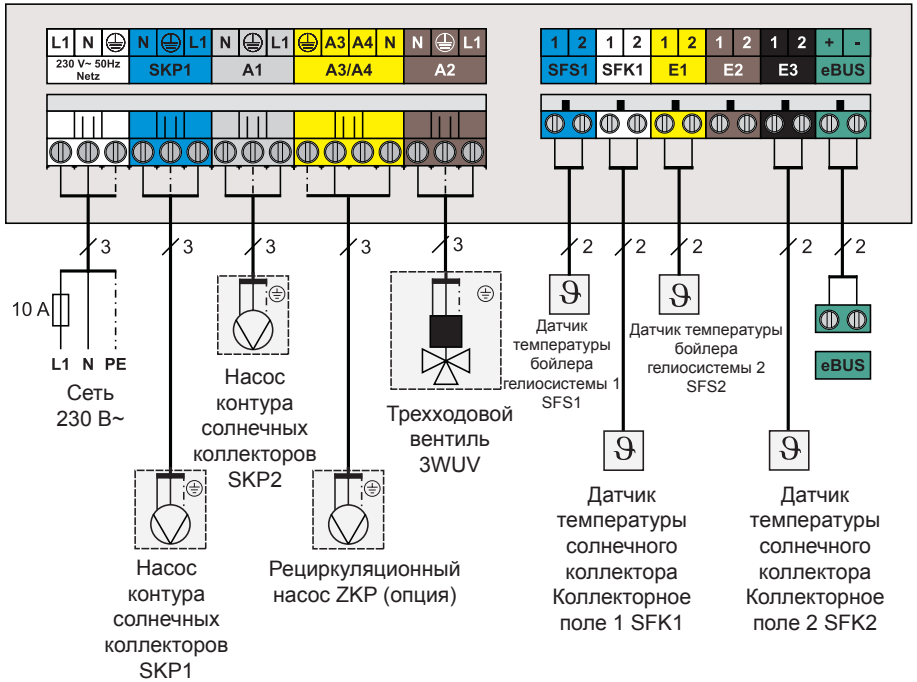 L1 N N L1 N L1 A3 A4 N N L1
230 V~ 50Hz
Netz
SKP1
A1
A3/A4
A2
1 2 1 2 1 2 1 2 1 2 + -
SFS1 SFK1 E1 E2 E3 eBUS
3 3 3 3 3 2 2 2 2 2
10 A
L1 N PE
Сеть
230 В~
Насос
контура
солнечных
коллекторов
SKP2
Трехходовой
вентиль
3WUV
ϑ
Датчик
температуры
бойлера
гелиосистемы 1
SFS1
ϑ
Датчик температуры
бойлера
гелиосистемы 2
SFS2
eBUS
Насос
контура
солнечных
коллекторов
SKP1
Рециркуляционный
насос ZKP (опция)
ϑ
Датчик
температуры
солнечного
коллектора
Коллекторное
поле 1 SFK1
ϑ
Датчик
температуры
солнечного
коллектора
Коллекторное
поле 2 SFK2